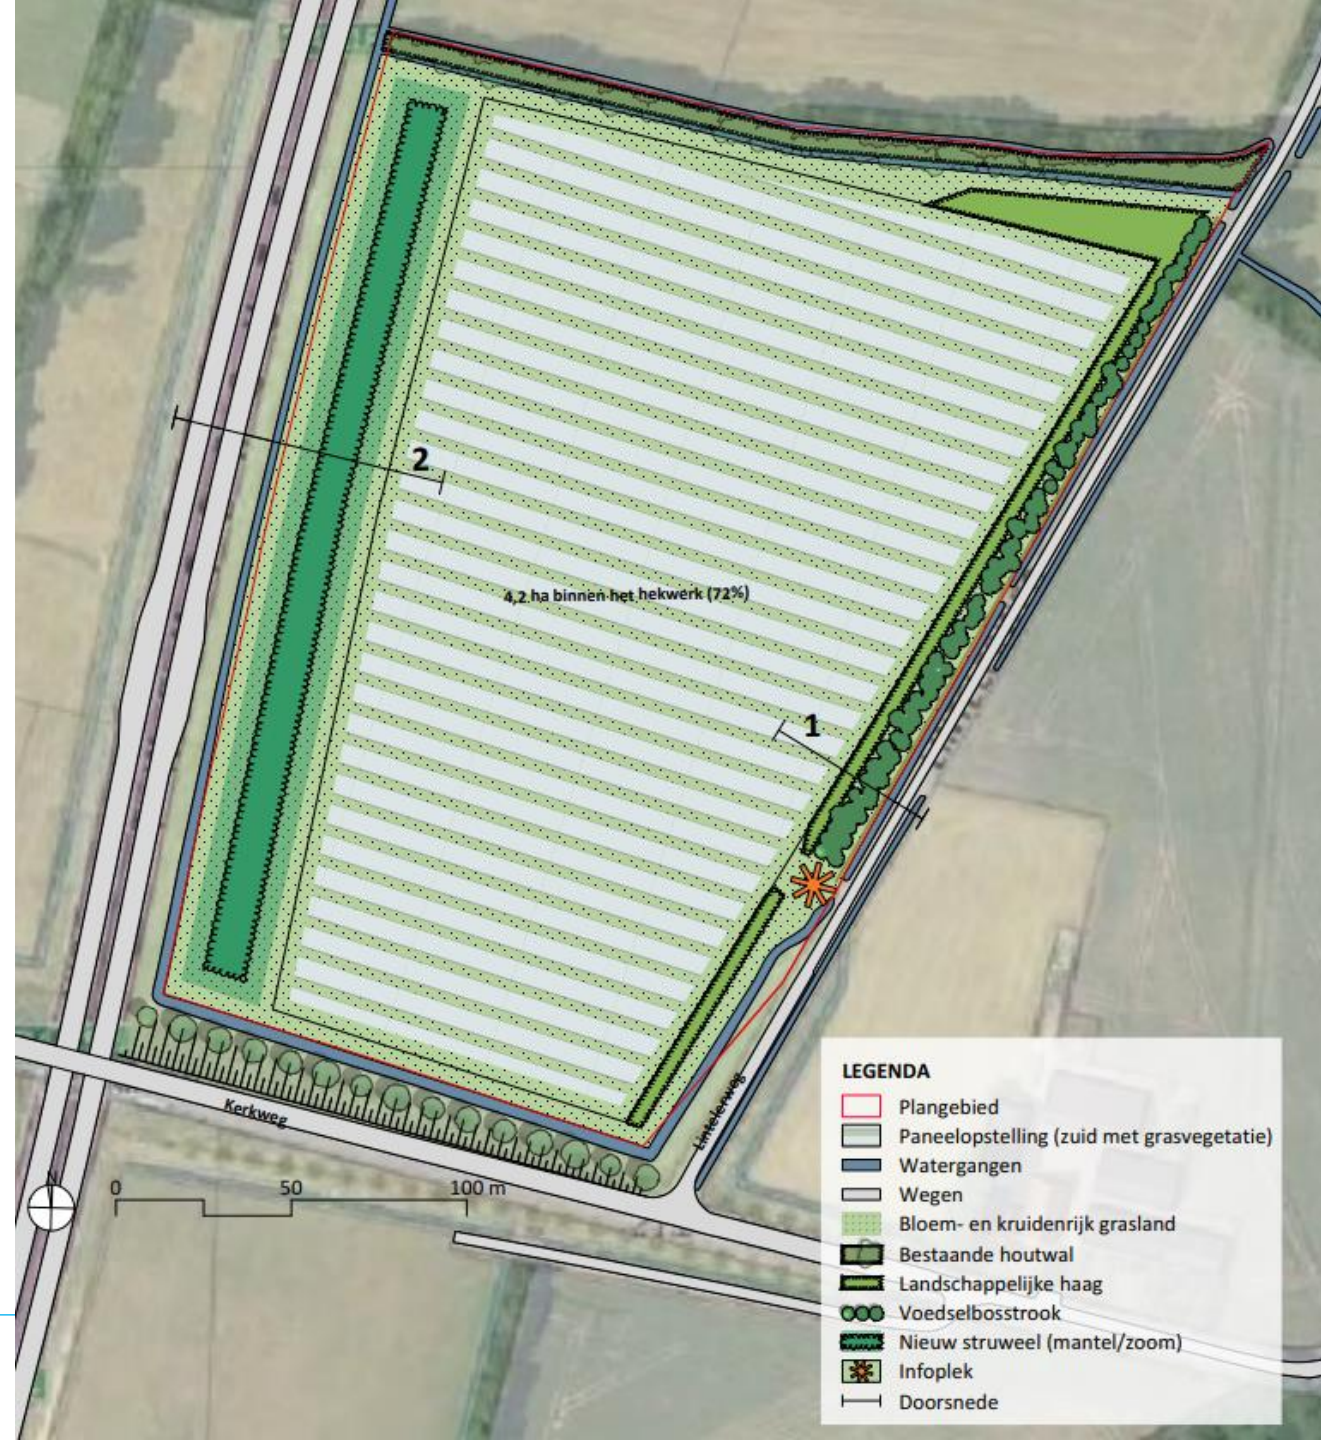 2
4,2 ha binnen het hekwerk (72%)
1
Kerkweg
Lintelerweg
N
0 50 100 m
LEGENDA
Plangebied
Paneelopstelling (zuid met grasvegetatie)
Watergangen
Wegen
Bloem- en kruidenrijk grasland
Bestaande houtwal
Landschappelijke haag
Voedselbosstrook
Nieuw struweel (mantel/zoom)
Infoplek
Doorsnede